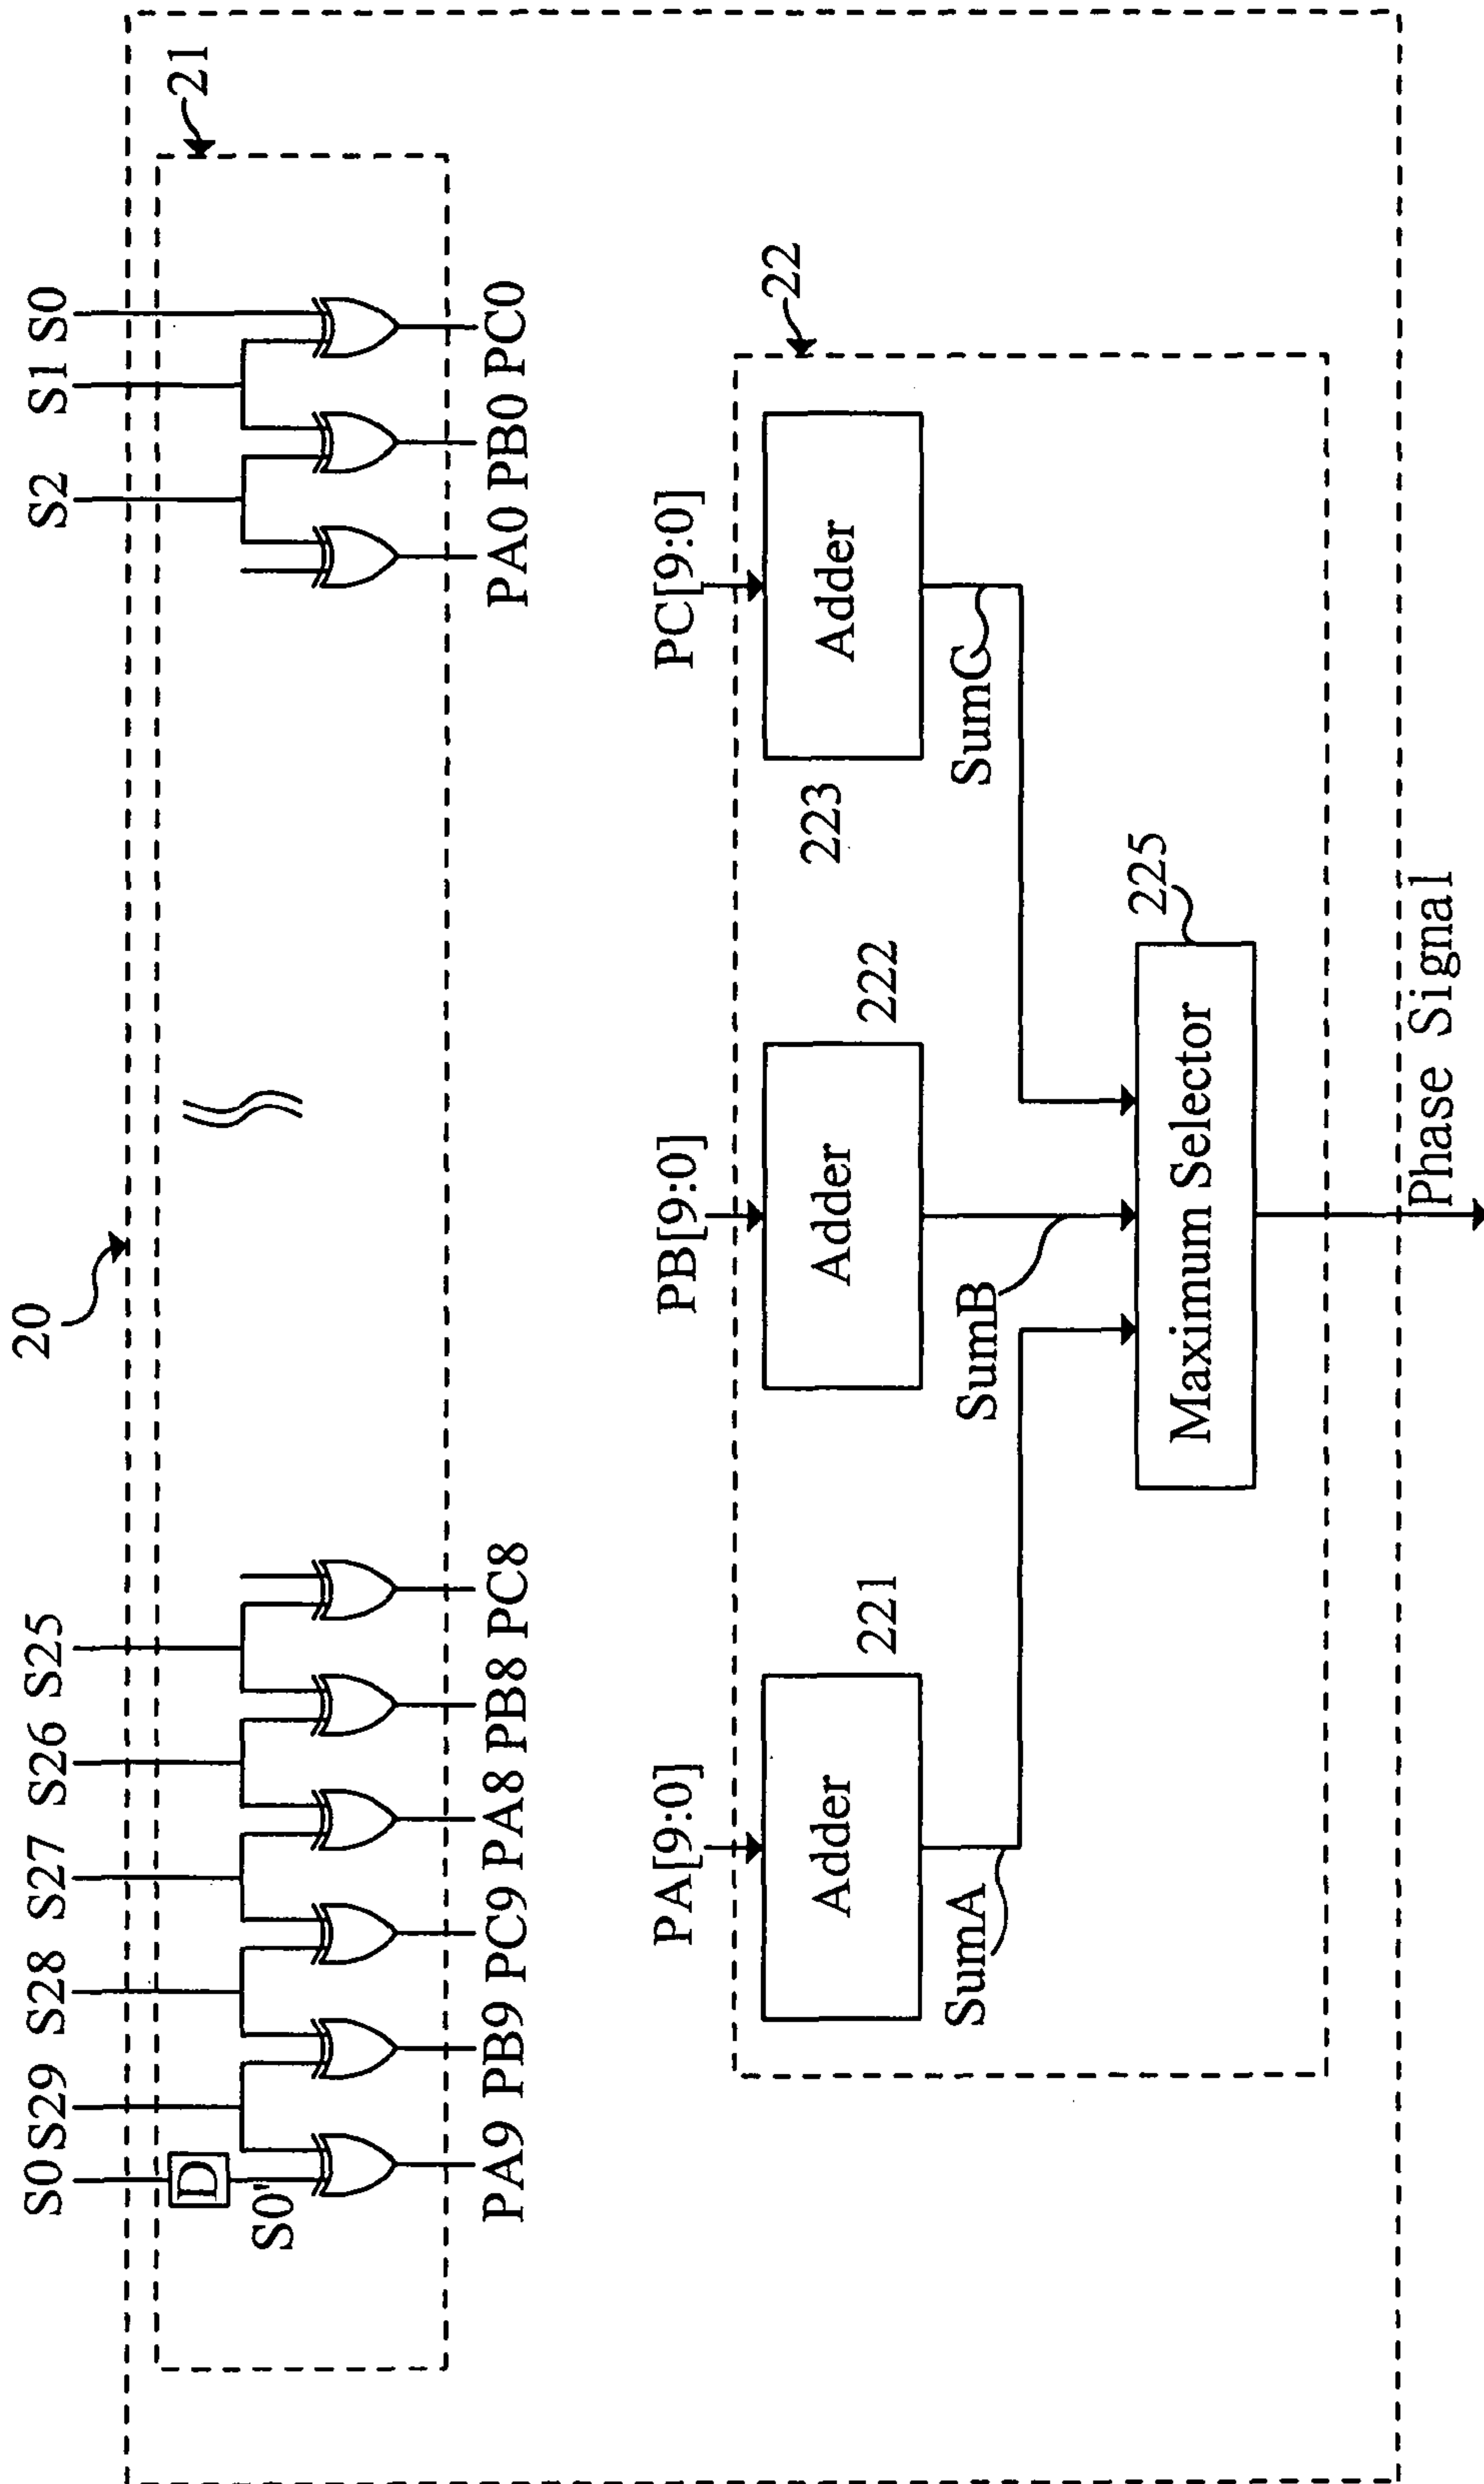 20
21
S0 S29 S28 S27 S26 S25 S2 S1 S0
D
S0'
PA9 PB9 PC9 PA8 PB8 PC8 PA0 PB0 PC0
22
PA[9:0] PB[9:0] PC[9:0]
Adder 221 Adder 222 223 Adder
SumA SumB SumC
225
Maximum Selector
Phase Signal